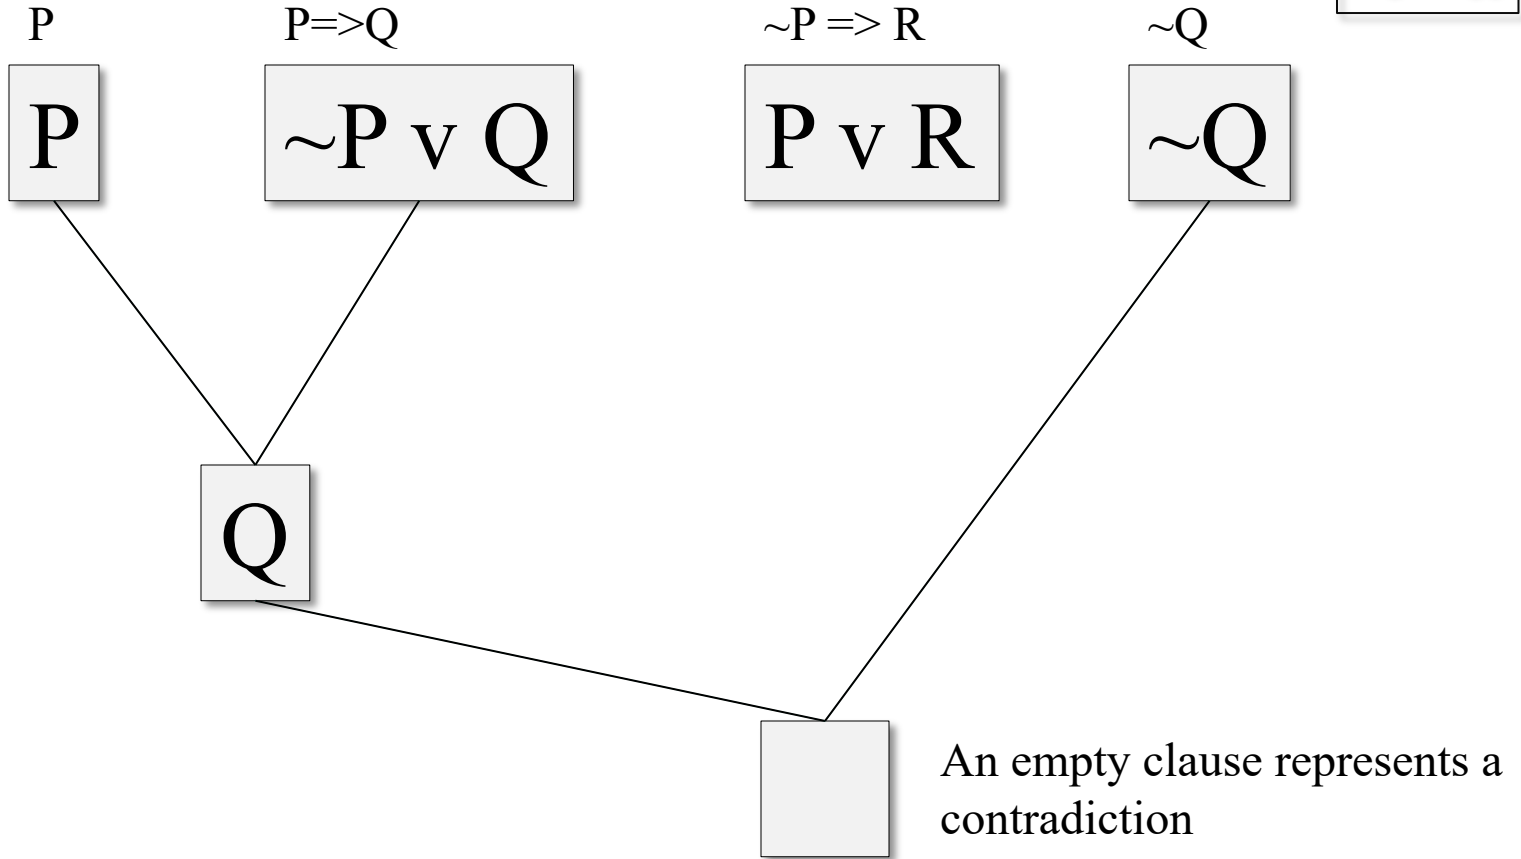 P P=>Q ~P => R ~Q
P ~P v Q P v R ~Q
Q
An empty clause represents a
contradiction